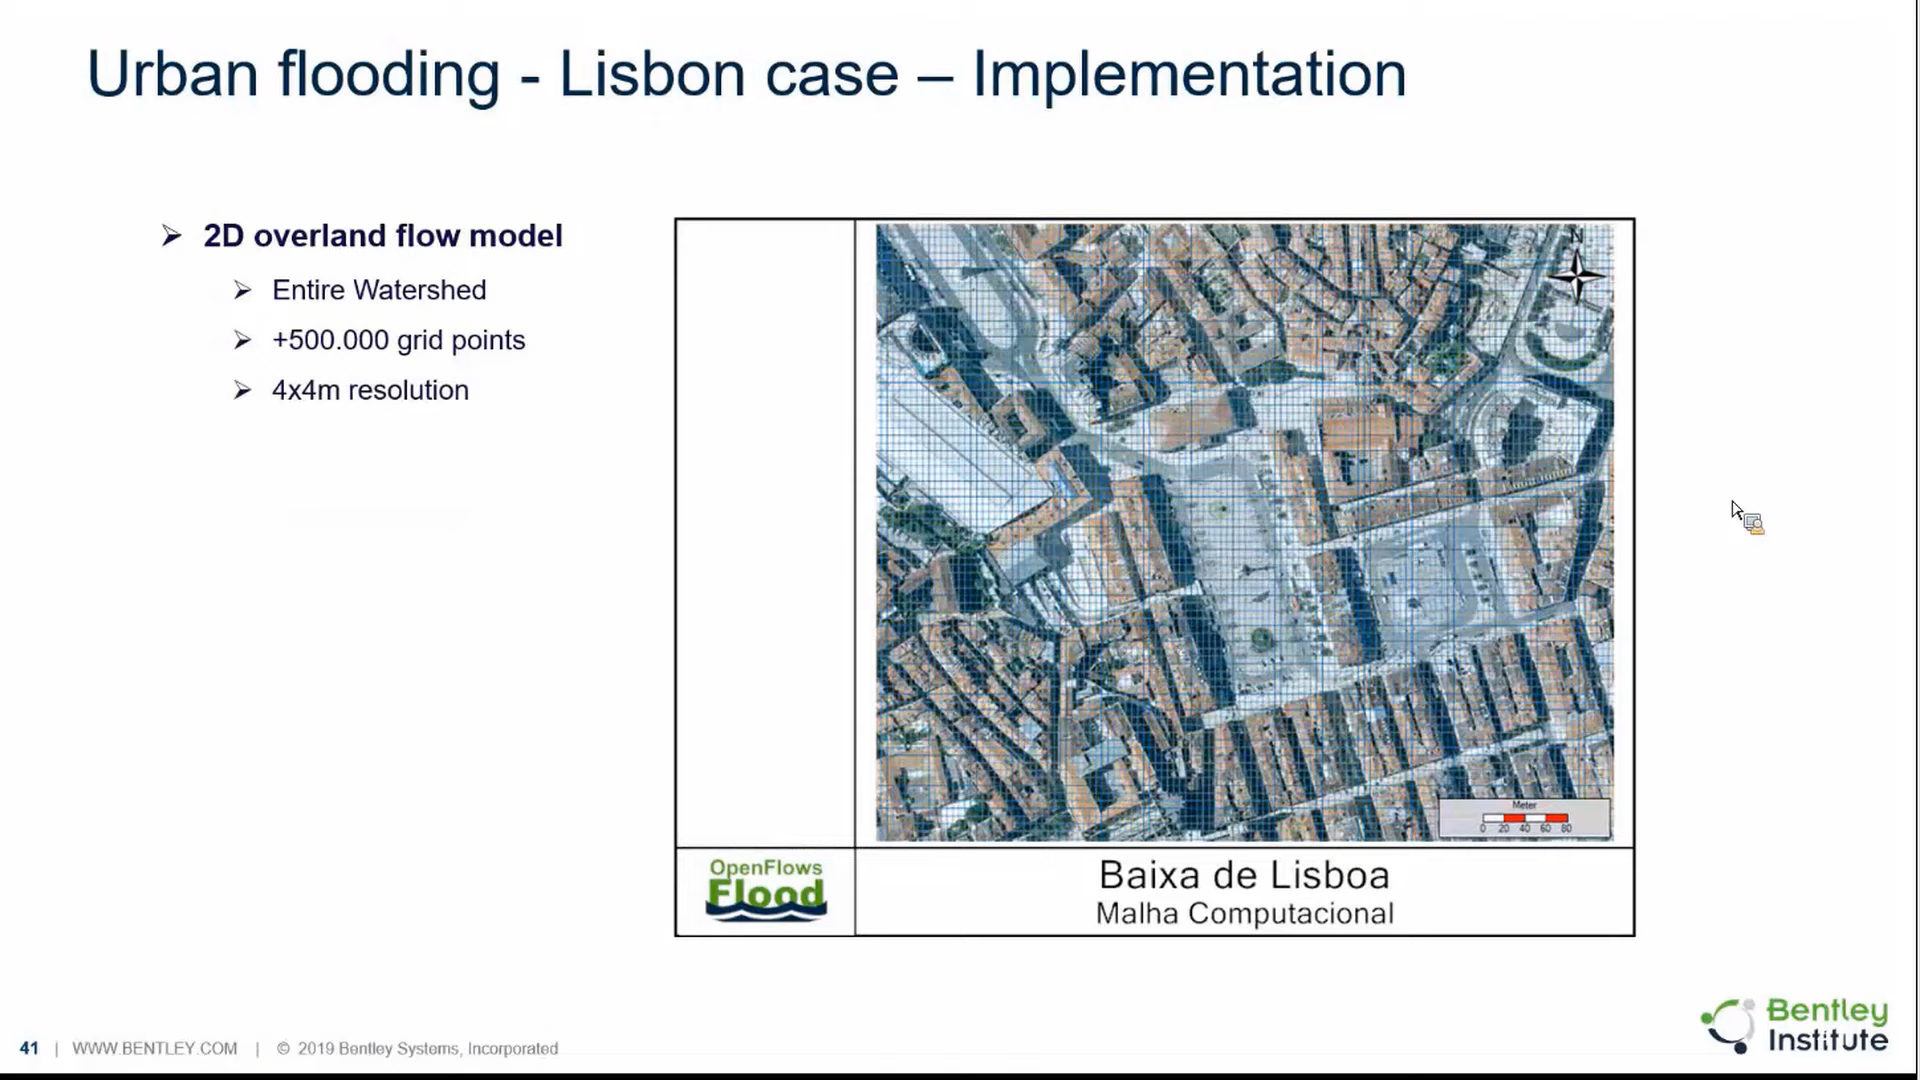 Urban flooding - Lisbon case – Implementation
2D overland flow model
Entire Watershed
+500.000 grid points
4x4m resolution
N
Meter
0 20 40 60 80
OpenFlows
Flood
Baixa de Lisboa
Malha Computacional
41 | WWW.BENTLEY.COM | © 2019 Bentley Systems, Incorporated
Bentley
Institute